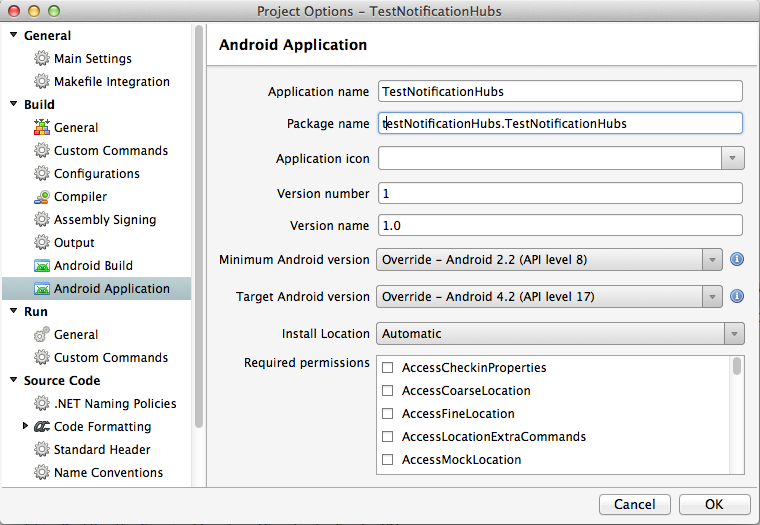 Project Options – TestNotificationHubs
General
Main Settings
Makefile Integration
Build
General
Custom Commands
Configurations
Compiler
Assembly Signing
Output
Android Build
Android Application
Run
General
Custom Commands
Source Code
.NET Naming Policies
Code Formatting
Standard Header
Name Conventions
Android Application
Application name TestNotificationHubs
Package name testNotificationHubs.TestNotificationHubs
Application icon
Version number 1
Version name 1.0
Minimum Android version Override – Android 2.2 (API level 8)
Target Android version Override – Android 4.2 (API level 17)
Install Location Automatic
Required permissions AccessCheckinProperties
AccessCoarseLocation
AccessFineLocation
AccessLocationExtraCommands
AccessMockLocation
Cancel OK